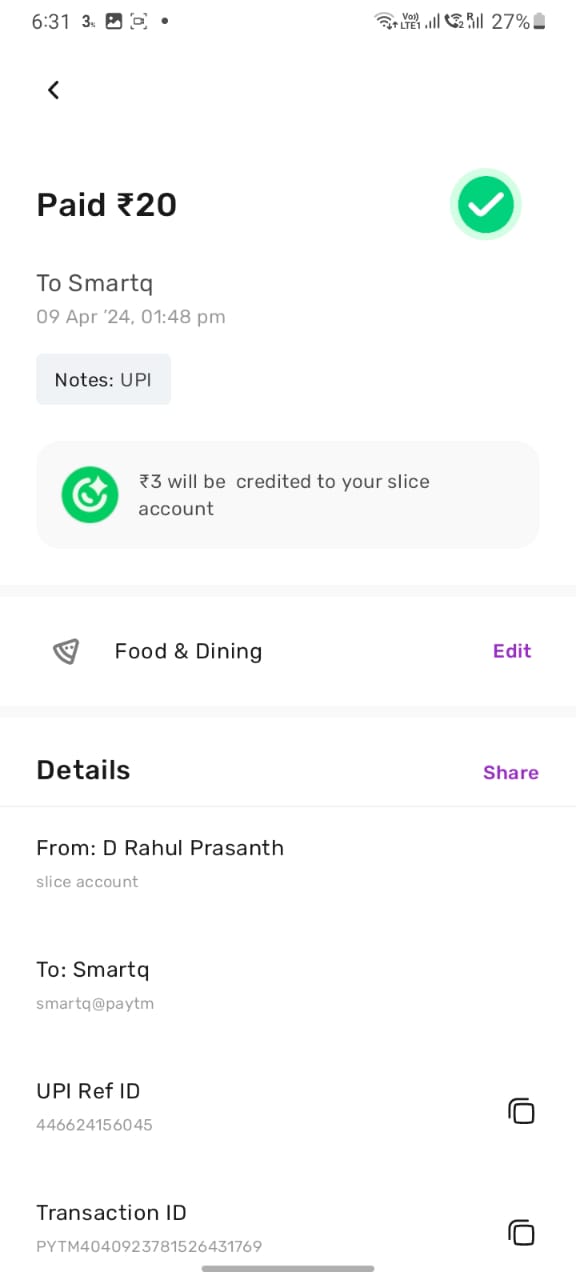 6:31
Vo))
LTE1
2
R
27%
Paid ₹20
To Smartq
09 Apr ’24, 01:48 pm
Notes: UPI
₹3 will be  credited to your slice
account
Food & Dining
Edit
Details
Share
From: D Rahul Prasanth
slice account
To: Smartq
smartq@paytm
UPI Ref ID
446624156045
Transaction ID
PYTM4040923781526431769